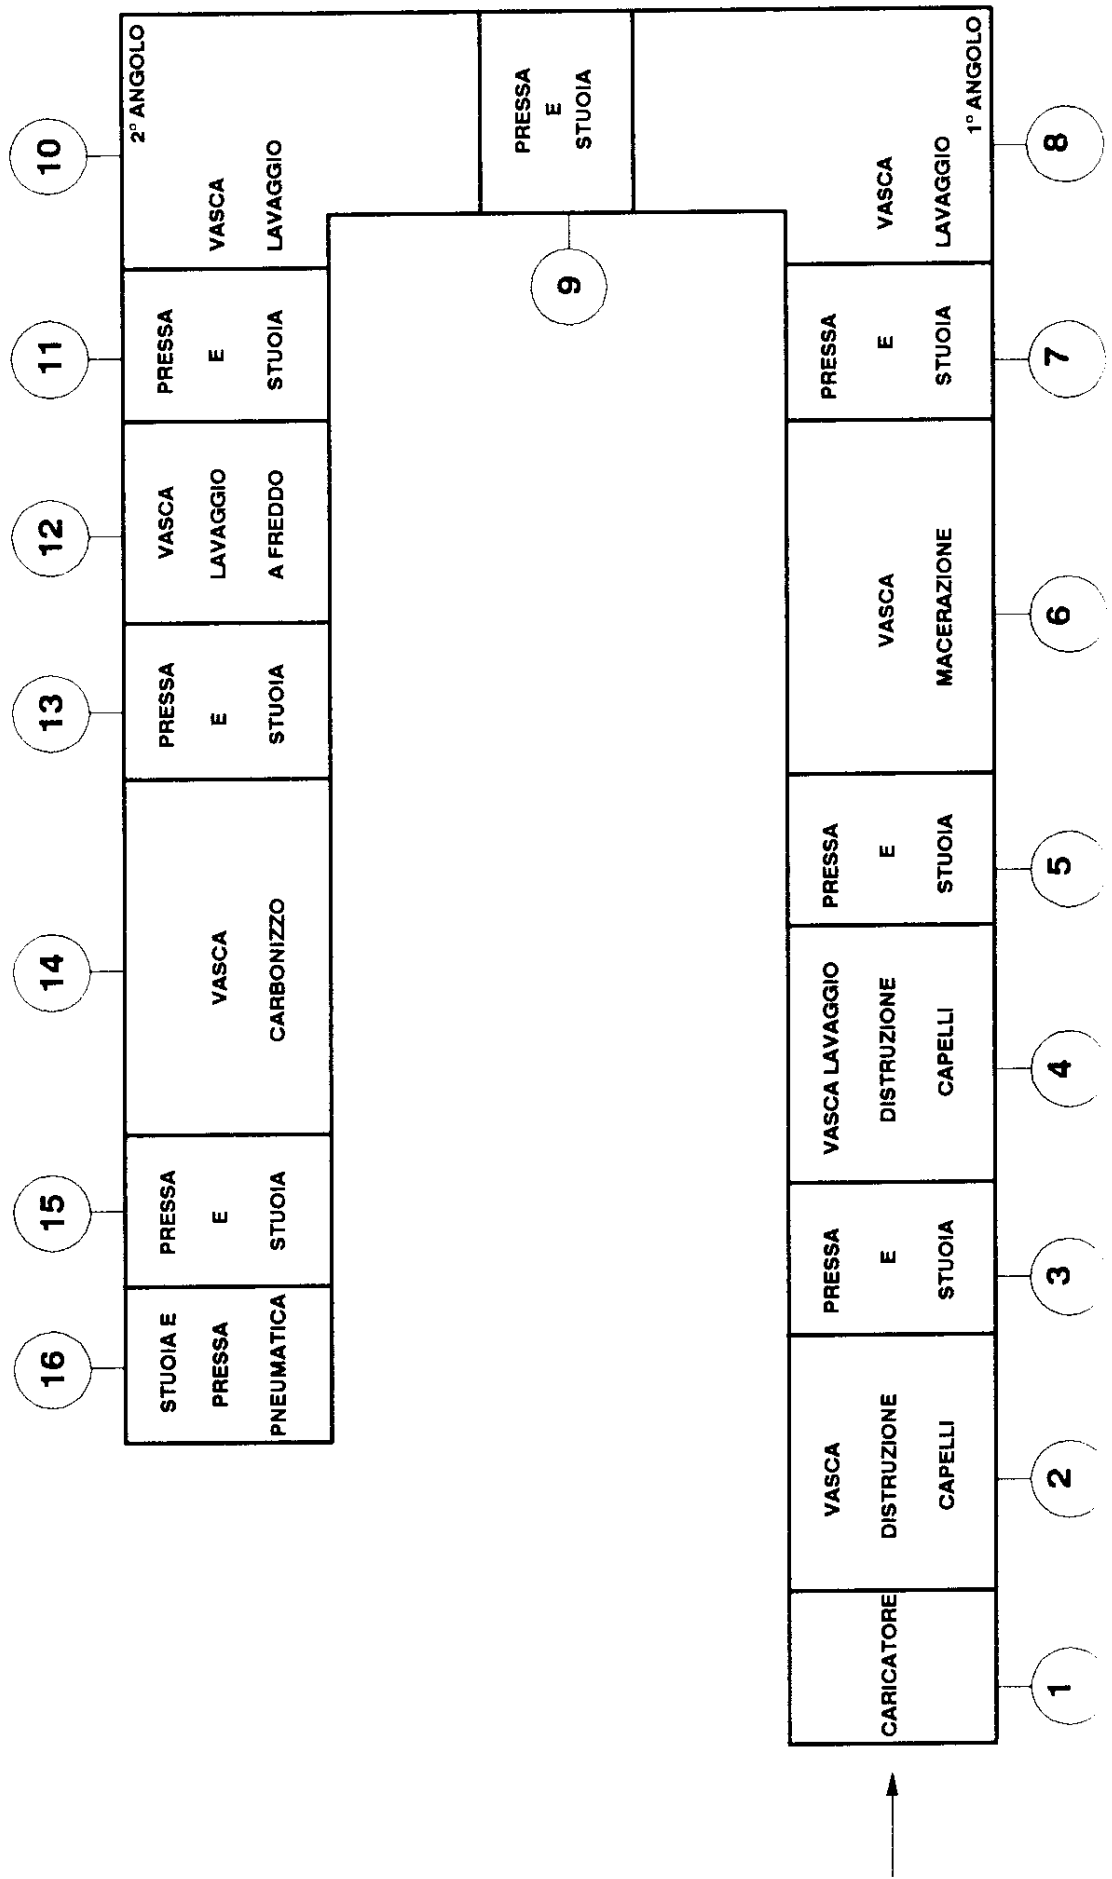 1
CARICATORE
2
VASCA
DISTRUZIONE
CAPELLI
3
PRESSA
E
STUOIA
4
VASCA LAVAGGIO
DISTRUZIONE
CAPELLI
5
PRESSA
E
STUOIA
6
VASCA
MACERAZIONE
7
PRESSA
E
STUOIA
8
VASCA
LAVAGGIO
1° ANGOLO
9
PRESSA
E
STUOIA
10
2° ANGOLO
VASCA
LAVAGGIO
11
PRESSA
E
STUOIA
12
VASCA
LAVAGGIO
A FREDDO
13
PRESSA
E
STUOIA
14
VASCA
CARBONIZZO
15
PRESSA
E
STUOIA
16
STUOIA E
PRESSA
PNEUMATICA